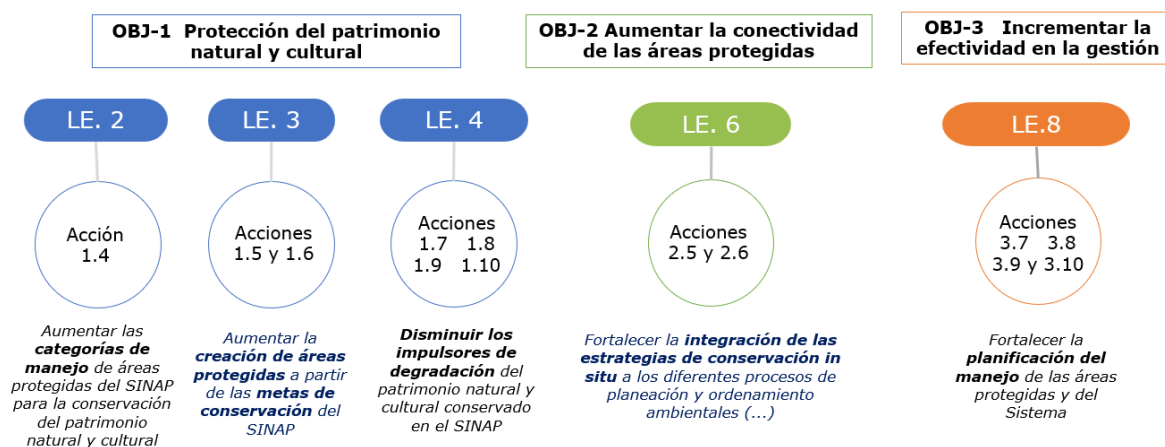 OBJ-1 Protección del patrimonio
natural y cultural
OBJ-2 Aumentar la conectividad
de las áreas protegidas
OBJ-3 Incrementar la
efectividad en la gestión
LE. 2
LE. 3
LE. 4
LE. 6
LE.8
Acción
1.4
Acciones
1.5 y 1.6
Acciones
1.7 1.8
1.9 1.10
Acciones
2.5 y 2.6
Acciones
3.7 3.8
3.9 y 3.10
Aumentar las
categorías de
manejo de áreas
protegidas del SINAP
para la conservación
del patrimonio
natural y cultural
Aumentar la
creación de áreas
protegidas a partir
de las metas de
conservación del
SINAP
Disminuir los
impulsores de
degradación del
patrimonio natural y
cultural conservado
en el SINAP
Fortalecer la integración de las
estrategias de conservación in
situ a los diferentes procesos de
planeación y ordenamiento
ambientales (...)
Fortalecer la
planificación del
manejo de las áreas
protegidas y del
Sistema